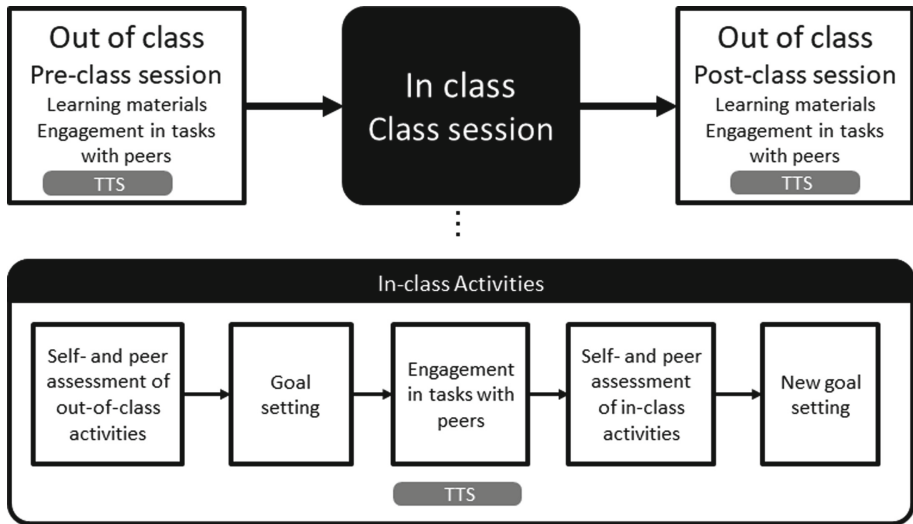 Out of class
Pre-class session
Learning materials
Engagement in tasks
with peers
TTS
In class
Class session
Out of class
Post-class session
Learning materials
Engagement in tasks
with peers
TTS
In-class Activities
Self- and peer
assessment of
out-of-class
activities
Goal
setting
Engagement
in tasks with
peers
TTS
Self- and peer
assessment
of in-class
activities
New goal
setting